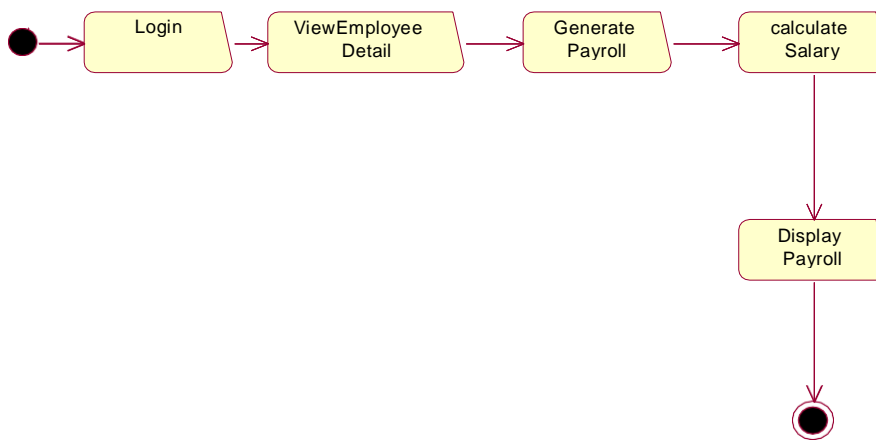 Login
ViewEmployee
Detail
Generate
Payroll
calculate
Salary
Display
Payroll